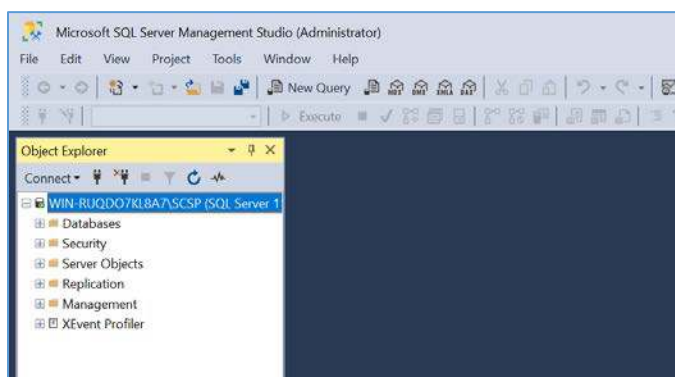 Microsoft SQL Server Management Studio (Administrator)
File Edit View Project Tools Window Help
New Query
Execute
Object Explorer
Connect
WIN-RUQDO7KL8A7\SCSP (SQL Server 1
Databases
Security
Server Objects
Replication
Management
XEvent Profiler